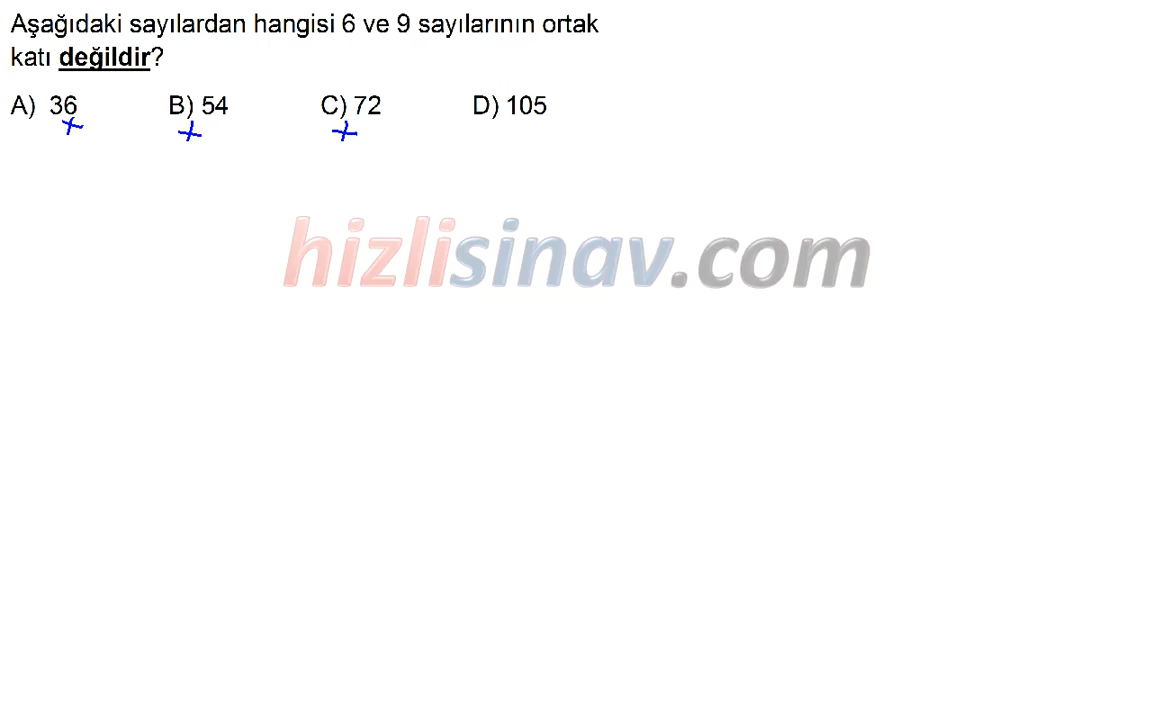 Aşağıdaki sayılardan hangisi 6 ve 9 sayılarının ortak
katı değildir?
A) 36 B) 54 C) 72 D) 105
hizlisinav.com